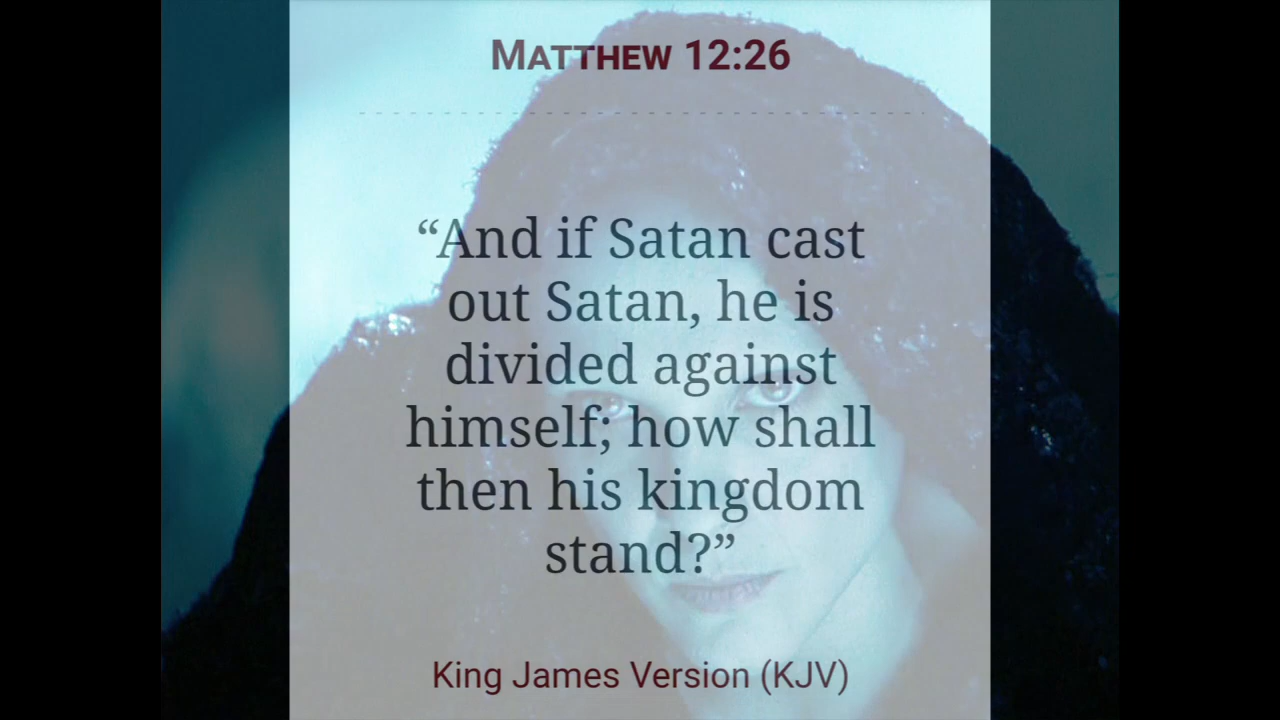 MATTHEW 12:26
“And if Satan cast
out Satan, he is
divided against
himself; how shall
then his kingdom
stand?”
King James Version (KJV)